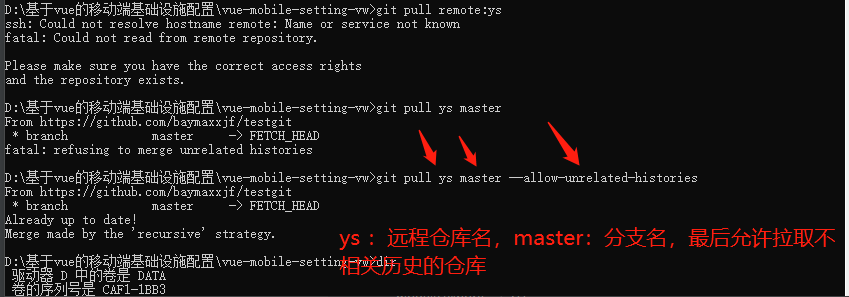 D:\基于vue的移动端基础设施配置\vue-mobile-setting-vw>git pull remote:ys
ssh: Could not resolve hostname remote: Name or service not known
fatal: Could not read from remote repository.
Please make sure you have the correct access rights
and the repository exists.
D:\基于vue的移动端基础设施配置\vue-mobile-setting-vw>git pull ys master
From https://github.com/baymaxxjf/testgit
* branch master -> FETCH_HEAD
fatal: refusing to merge unrelated histories
D:\基于vue的移动端基础设施配置\vue-mobile-setting-vw>git pull ys master --allow-unrelated-histories
From https://github.com/baymaxxjf/testgit
* branch master -> FETCH_HEAD
Already up to date!
Merge made by the 'recursive' strategy.
ys：远程仓库名，master：分支名，最后允许拉取不
相关历史的仓库
D:\基于vue的移动端基础设施配置\vue-mobile-setting-vw>dir
驱动器 D 中的卷是 DATA
卷的序列号是 CAF1-1BB3